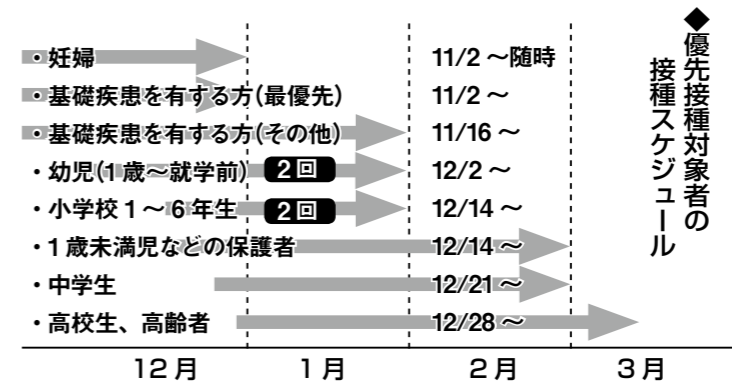 ◆優先接種対象者の
接種スケジュール
・妊婦 11/2～随時
・基礎疾患を有する方(最優先) 11/2～
・基礎疾患を有する方(その他) 11/16～
・幼児(1歳～就学前) 2回 12/2～
・小学校1～6年生 2回 12/14～
・1歳未満児などの保護者 12/14～
・中学生 12/21～
・高校生、高齢者 12/28～
12月 1月 2月 3月